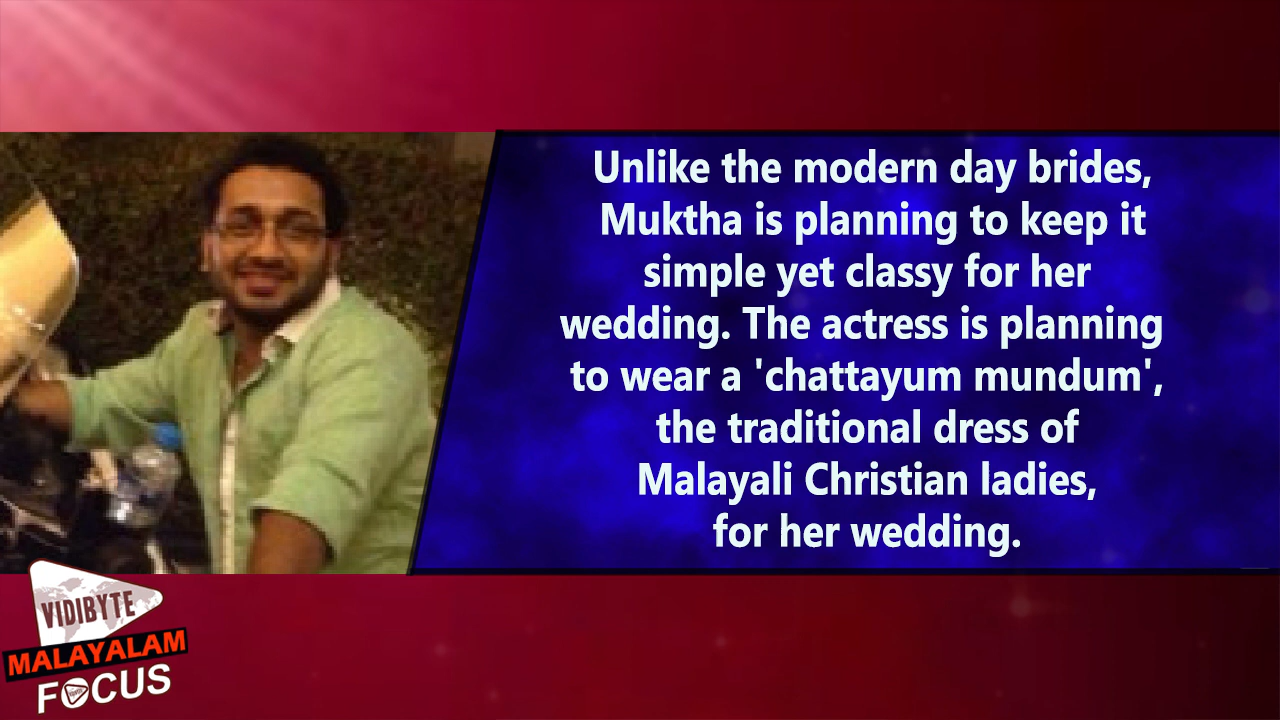 Unlike the modern day brides,
Muktha is planning to keep it
simple yet classy for her
wedding. The actress is planning
to wear a 'chattayum mundum',
the traditional dress of
Malayali Christian ladies,
for her wedding.
VIDIBYTE
MALAYALAM
FOCUS